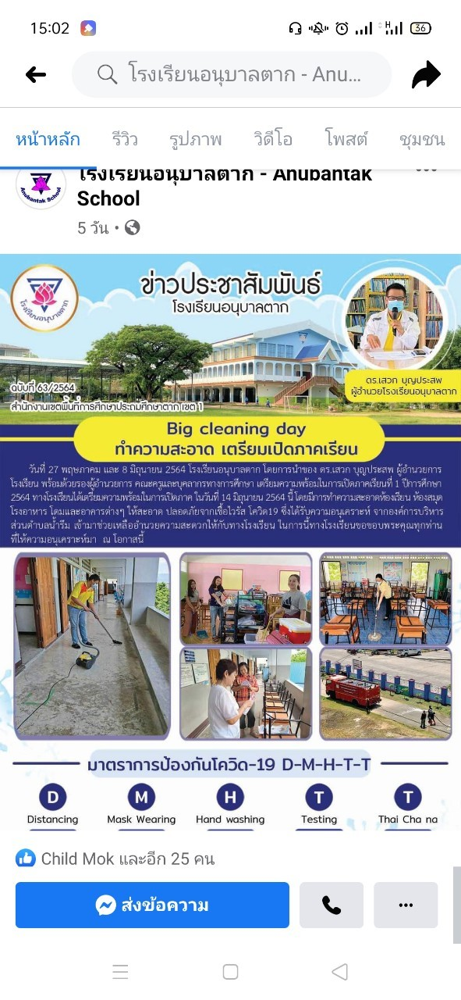 15:02
H
36
โรงเรียนอนุบาลตาก - Anu...
หน้าหลัก
รีวิว
รูปภาพ
วิดีโอ
โพสต์
ชุมชน
โรงเรียนอนุบาลตาก - Anubantak
School
5 วัน
Anubantak School
โรงเรียนอนุบาลตาก
ข่าวประชาสัมพันธ์
โรงเรียนอนุบาลตาก
ดร.เสวก บุญประสพ
ผู้อำนวยโรงเรียนอนุบาลตาก
ฉบับที่ 63/2564
สำนักงานเขตพื้นที่การศึกษาประถมศึกษาตาก เขต 1
Big cleaning day
ทำความสะอาด เตรียมเปิดภาคเรียน
วันที่ 27 พฤษภาคม และ 8 มิถุนายน 2564 โรงเรียนอนุบาลตาก โดยการนำของ ดร.เสวก บุญประสพ ผู้อำนวยการ
โรงเรียน พร้อมด้วยรองผู้อำนวยการ คณะครูและบุคลากรทางการศึกษา เตรียมความพร้อมในการเปิดภาคเรียนที่ 1 ปีการศึกษา
2564 ทางโรงเรียนได้เตรียมความพร้อมในการเปิดภาค ในวันที่ 14 มิถุนายน 2564 นี้ โดยมีการทำความสะอาดห้องเรียน ห้องสมุด
โรงอาหาร โดมและอาคารต่างๆ ให้สะอาด ปลอดภัยจากเชื้อไวรัส โควิด19 ซึ่งได้รับความอนุเคราะห์ จากองค์การบริหาร
ส่วนตำบลน้ำรึม เข้ามาช่วยเหลืออำนวยความสะดวกให้กับทางโรงเรียน ในการนี้ทางโรงเรียนขอขอบพระคุณทุกท่าน
ที่ให้ความอนุเคราะห์มา ณ โอกาสนี้
มาตราการป้องกันโควิด-19 D-M-H-T-T
D
M
H
T
T
Distancing
Mask Wearing
Hand washing
Testing
Thai Cha na
Child Mok และอีก 25 คน
ส่งข้อความ